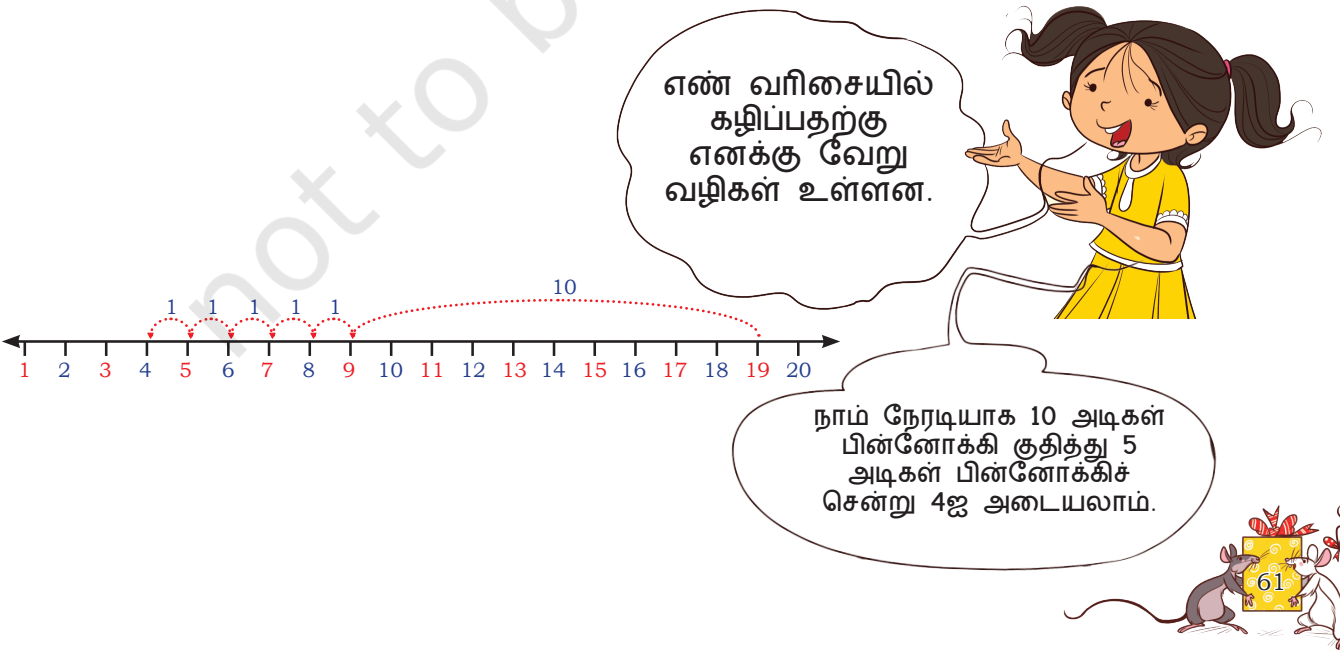 not to b
எண் வரிசையில்
கழிப்பதற்கு
எனக்கு வேறு
வழிகள் உள்ளன.
10
1 1 1 1 1
1 2 3 4 5 6 7 8 9 10 11 12 13 14 15 16 17 18 19 20
நாம் நேரடியாக 10 அடிகள்
பின்னோக்கி குதித்து 5
அடிகள் பின்னோக்கிச்
சென்று 4ஐ அடையலாம்.
61